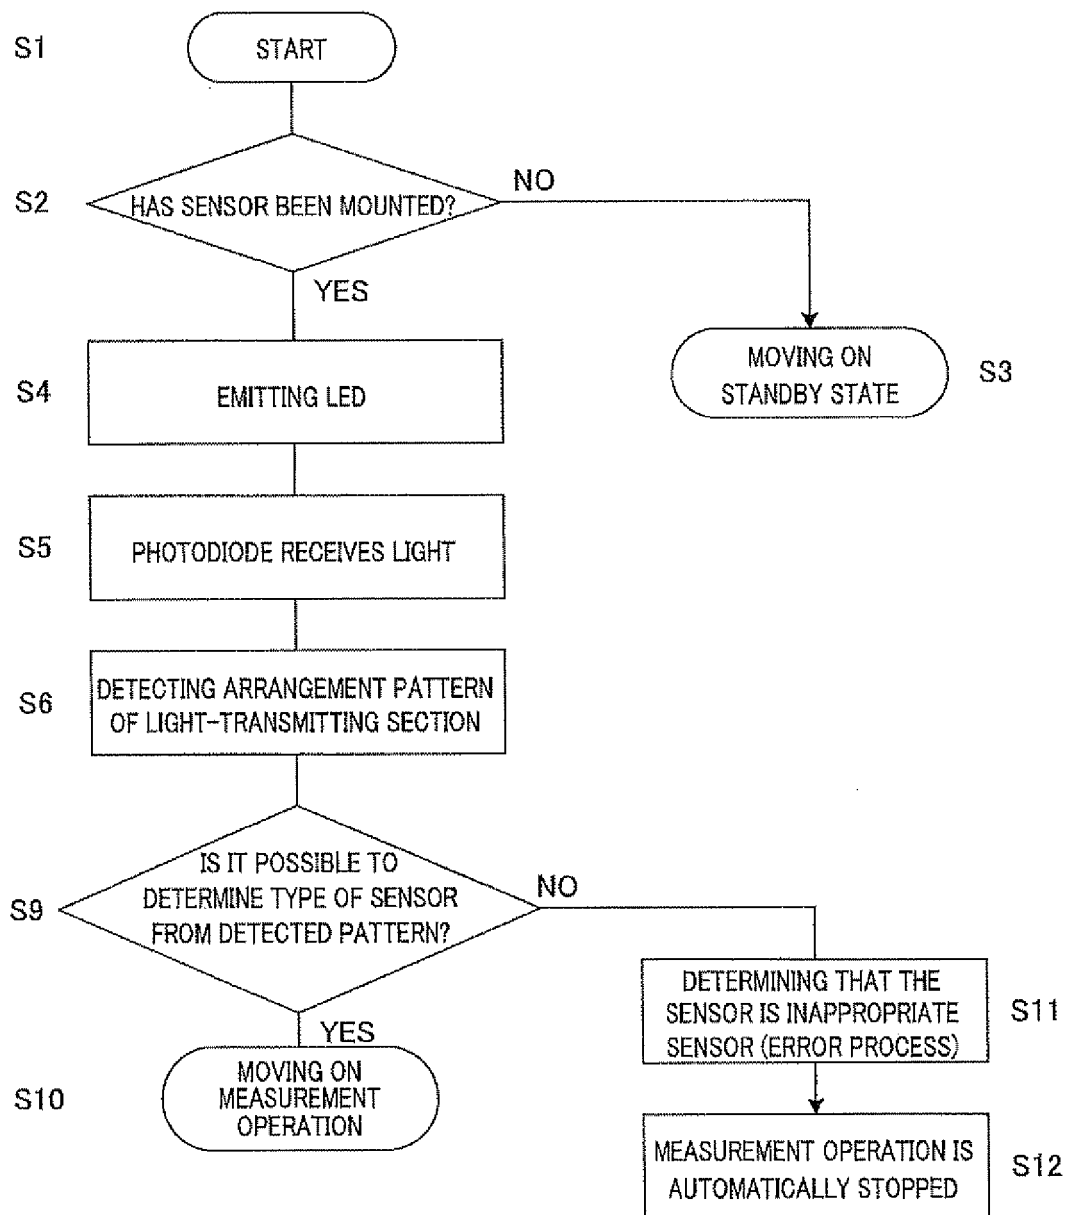 S1
START
S2
HAS SENSOR BEEN MOUNTED?
NO
YES
S4
EMITTING LED
MOVING ON
STANDBY STATE
S3
S5
PHOTODIODE RECEIVES LIGHT
S6
DETECTING ARRANGEMENT PATTERN
OF LIGHT-TRANSMITTING SECTION
S9
IS IT POSSIBLE TO
DETERMINE TYPE OF SENSOR
FROM DETECTED PATTERN?
NO
YES
DETERMINING THAT THE
SENSOR IS INAPPROPRIATE
SENSOR (ERROR PROCESS)
S11
S10
MOVING ON
MEASUREMENT
OPERATION
MEASUREMENT OPERATION IS
AUTOMATICALLY STOPPED
S12